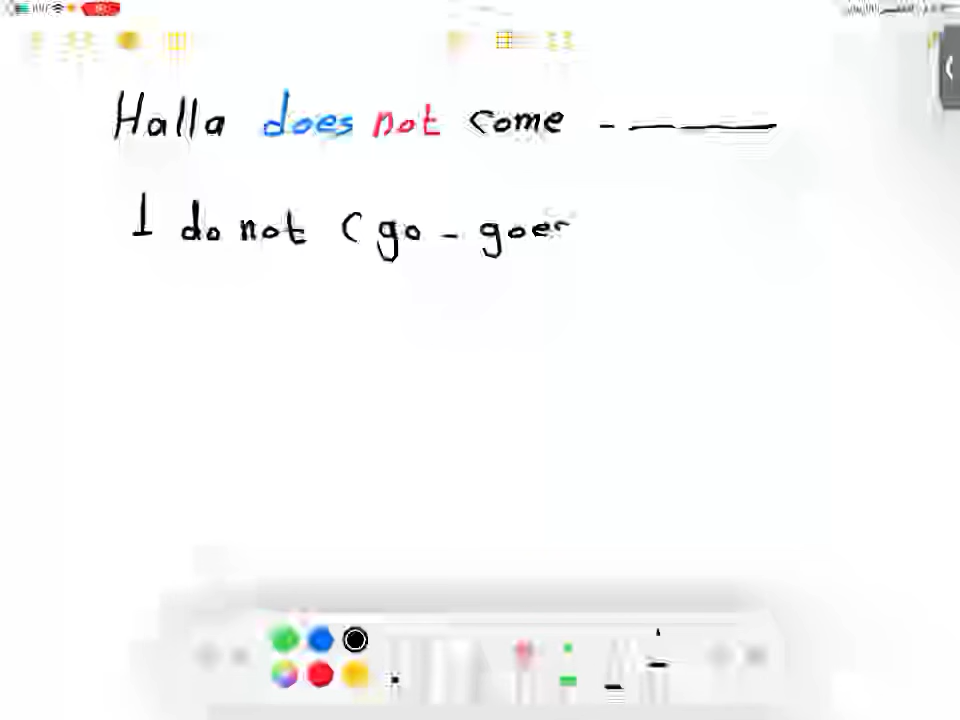 Halla does not come - ———
I do not ( go - goes